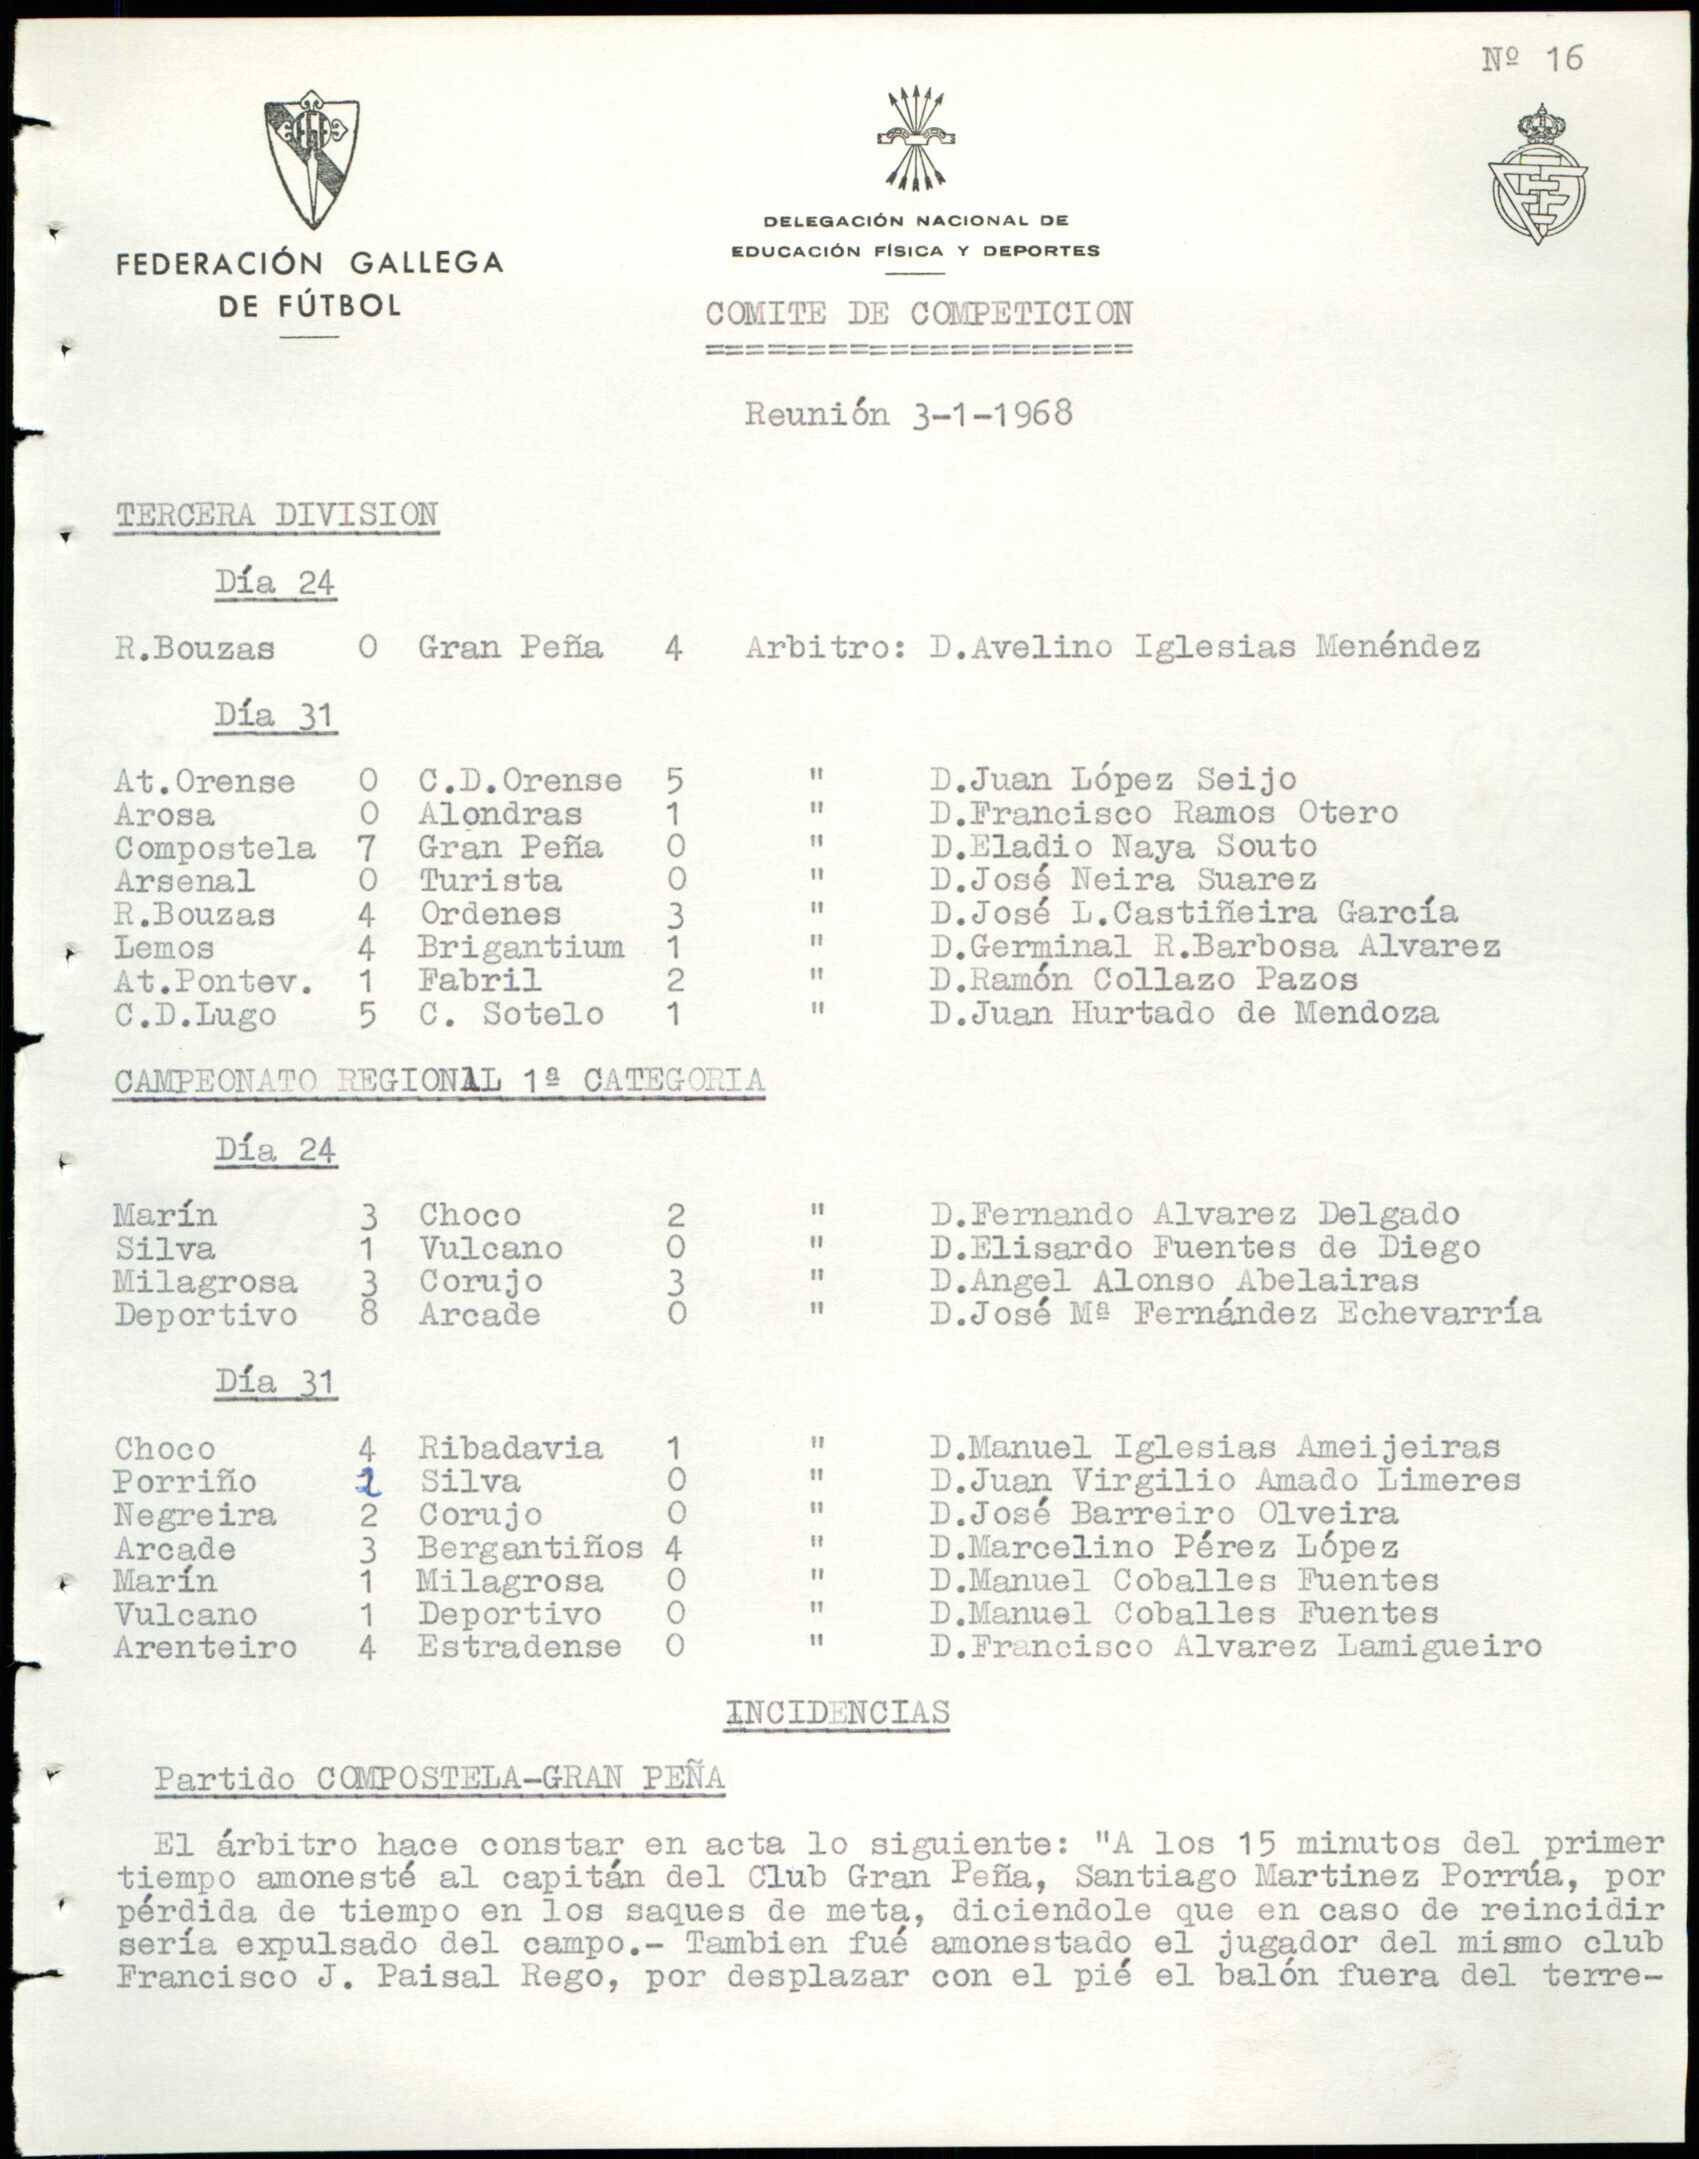 Nº 16
FEDERACIÓN GALLEGA
DE FÚTBOL
DELEGACIÓN NACIONAL DE
EDUCACIÓN FÍSICA Y DEPORTES
COMITE DE COMPETICION
=====================
Reunión 3-1-1968
TERCERA DIVISION
Día 24
R.Bouzas 0 Gran Peña 4 Arbitro: D.Avelino Iglesias Menéndez
Día 31
At.Orense 0 C.D.Orense 5 " D.Juan López Seijo
Arosa 0 Alondras 1 " D.Francisco Ramos Otero
Compostela 7 Gran Peña 0 " D.Eladio Naya Souto
Arsenal 0 Turista 0 " D.José Neira Suarez
R.Bouzas 4 Ordenes 3 " D.José L.Castiñeira García
Lemos 4 Brigantium 1 " D.Germinal R.Barbosa Alvarez
At.Pontev. 1 Fabril 2 " D.Ramón Collazo Pazos
C.D.Lugo 5 C. Sotelo 1 " D.Juan Hurtado de Mendoza
CAMPEONATO REGIONAL 1ª CATEGORIA
Día 24
Marín 3 Choco 2 " D.Fernando Alvarez Delgado
Silva 1 Vulcano 0 " D.Elisardo Fuentes de Diego
Milagrosa 3 Corujo 3 " D.Angel Alonso Abelairas
Deportivo 8 Arcade 0 " D.José Mª Fernández Echevarría
Día 31
Choco 4 Ribadavia 1 " D.Manuel Iglesias Ameijeiras
Porriño Silva 0 " D.Juan Virgilio Amado Limeres
Negreira 2 Corujo 0 " D.José Barreiro Olveira
Arcade 3 Bergantiños 4 " D.Marcelino Pérez López
Marín 1 Milagrosa 0 " D.Manuel Coballes Fuentes
Vulcano 1 Deportivo 0 " D.Manuel Coballes Fuentes
Arenteiro 4 Estradense 0 " D.Francisco Alvarez Lamigueiro
INCIDENCIAS
Partido COMPOSTELA-GRAN PEÑA
El árbitro hace constar en acta lo siguiente: "A los 15 minutos del primer
tiempo amonesté al capitán del Club Gran Peña, Santiago Martinez Porrúa, por
pérdida de tiempo en los saques de meta, diciendole que en caso de reincidir
sería expulsado del campo.- Tambien fué amonestado el jugador del mismo club
Francisco J. Paisal Rego, por desplazar con el pié el balón fuera del terre-